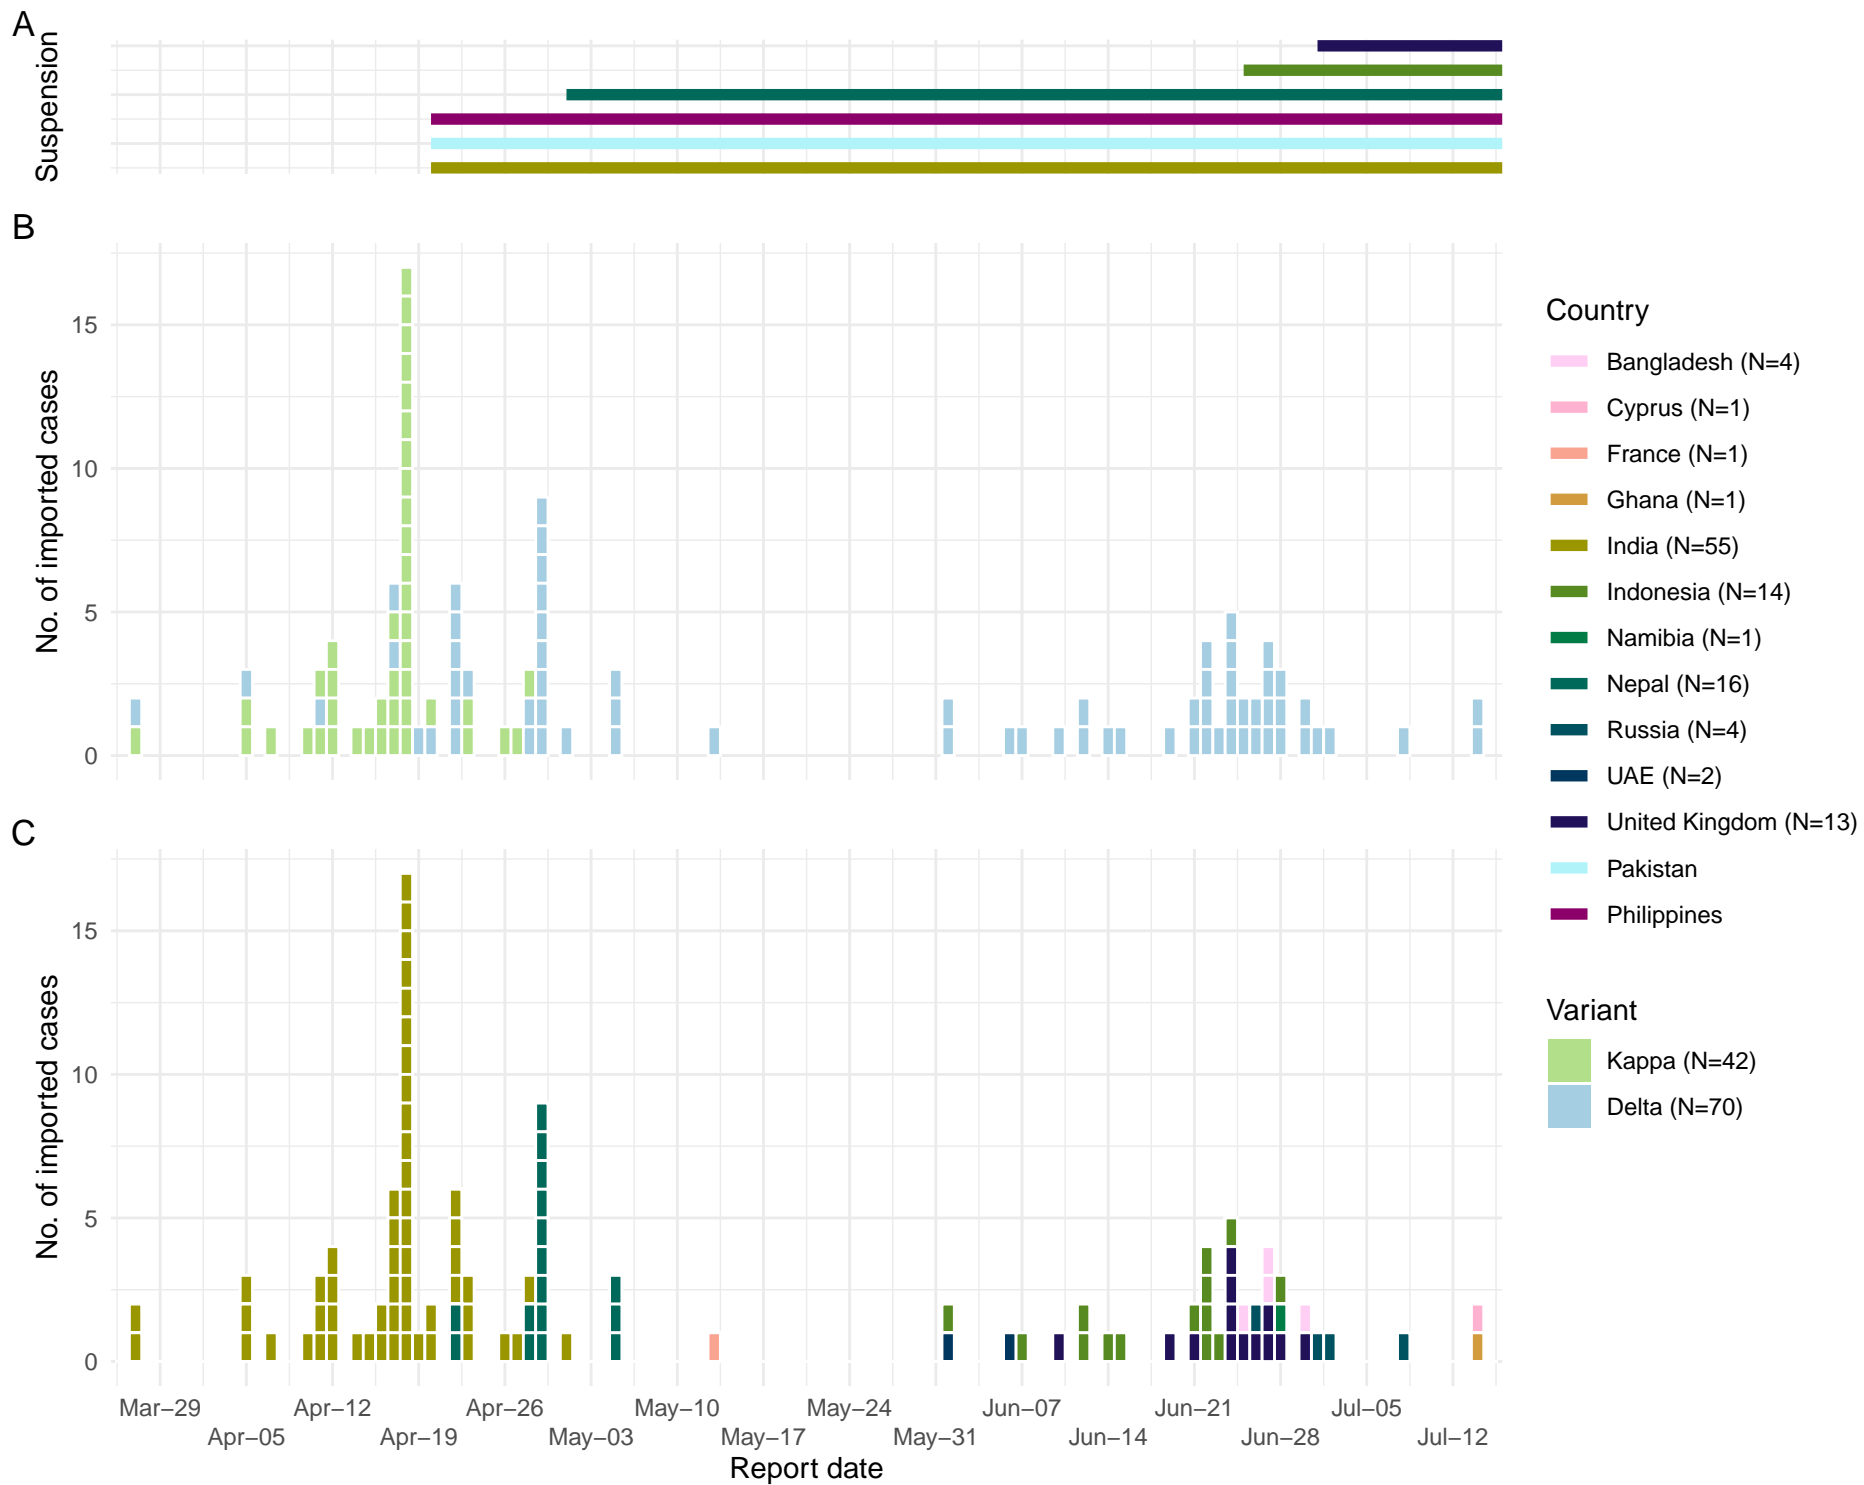 A
Suspension
B
No. of imported cases
15
10
5
0
C
No. of imported cases
15
10
5
0
Mar−29
Apr−05
Apr−12
Apr−19
Apr−26
May−03
May−10
May−17
May−24
May−31
Jun−07
Jun−14
Jun−21
Jun−28
Jul−05
Jul−12
Report date
Country
Bangladesh (N=4)
Cyprus (N=1)
France (N=1)
Ghana (N=1)
India (N=55)
Indonesia (N=14)
Namibia (N=1)
Nepal (N=16)
Russia (N=4)
UAE (N=2)
United Kingdom (N=13)
Pakistan
Philippines
Variant
Kappa (N=42)
Delta (N=70)